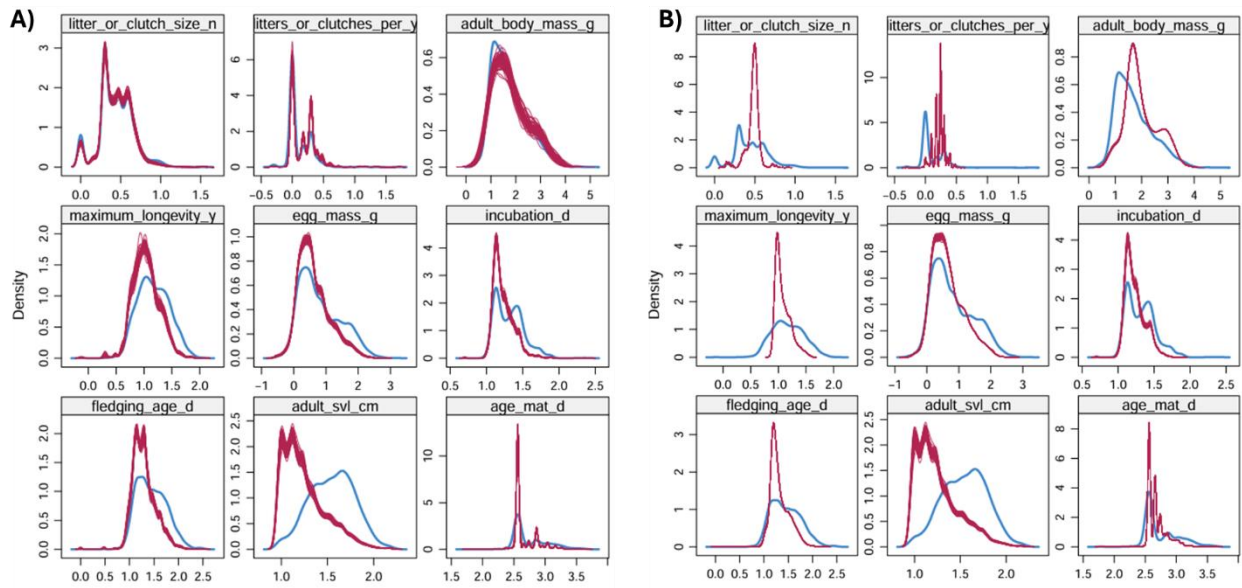 A)
litter_or_clutch_size_n
litters_or_clutches_per_y
adult_body_mass_g
0 1 2 3
0.0 0.5 1.0 1.5
0 2 4 6
−0.5 0.0 0.5 1.0 1.5
0.0 0.2 0.4 0.6
0 1 2 3 4 5
maximum_longevity_y
egg_mass_g
incubation_d
Density
0.0 0.5 1.0 1.5 2.0
0.0 0.5 1.0 1.5 2.0
0.0 0.2 0.4 0.6 0.8 1.0
−1 0 1 2 3
0 1 2 3 4
0.5 1.0 1.5 2.0 2.5
fledging_age_d
adult_svl_cm
age_mat_d
0.0 0.5 1.0 1.5 2.0
0.0 0.5 1.0 1.5 2.0 2.5
0.0 0.5 1.0 1.5 2.0 2.5
1.0 1.5 2.0
0 5 10
1.5 2.0 2.5 3.0 3.5 4.0
B)
litter_or_clutch_size_n
litters_or_clutches_per_y
adult_body_mass_g
0 2 4 6 8
0.0 0.5 1.0 1.5
0 5 10
−0.5 0.0 0.5 1.0 1.5
0.0 0.2 0.4 0.6 0.8
0 1 2 3 4 5
maximum_longevity_y
egg_mass_g
incubation_d
Density
0 1 2 3 4
0.0 0.5 1.0 1.5 2.0
0.0 0.2 0.4 0.6 0.8
−1 0 1 2 3
0 1 2 3 4
0.5 1.0 1.5 2.0 2.5
fledging_age_d
adult_svl_cm
age_mat_d
0 1 2 3
0.0 0.5 1.0 1.5 2.0 2.5
0.0 0.5 1.0 1.5 2.0 2.5
1.0 1.5 2.0
0 2 4 6 8
1.5 2.0 2.5 3.0 3.5